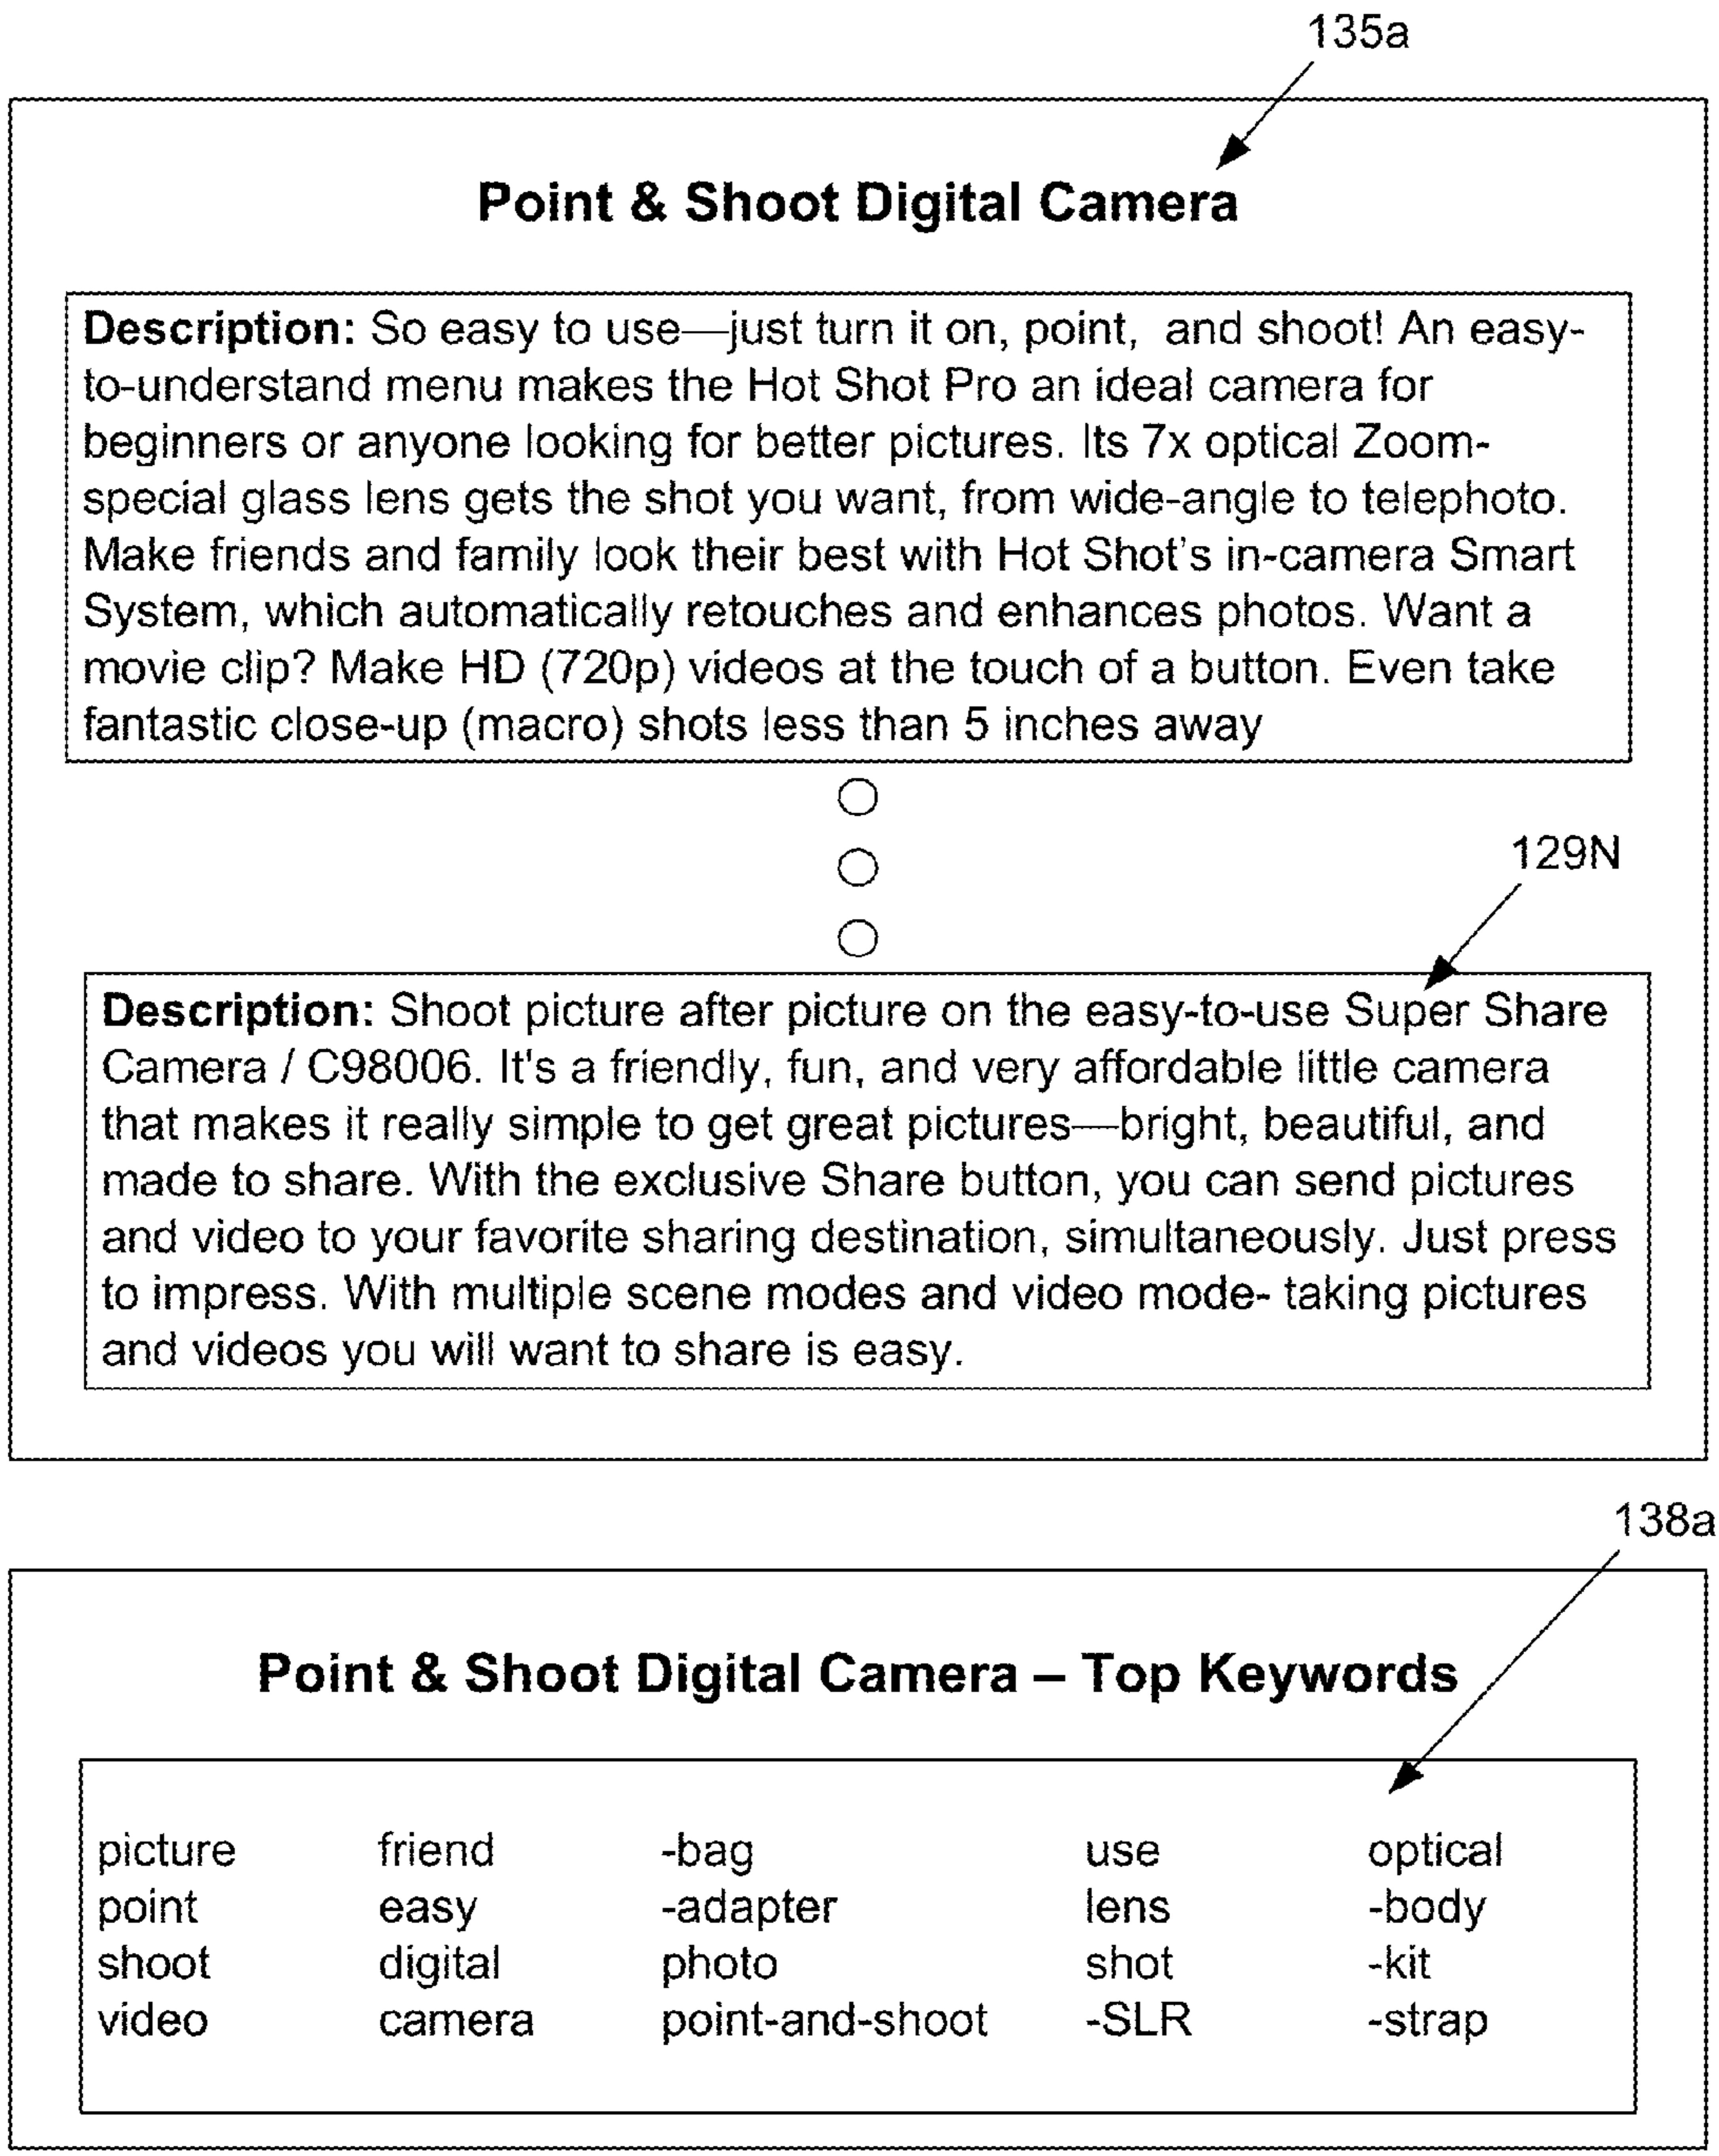 135a
Point & Shoot Digital Camera
Description: So easy to use—just turn it on, point, and shoot! An easy-
to-understand menu makes the Hot Shot Pro an ideal camera for
beginners or anyone looking for better pictures. Its 7x optical Zoom-
special glass lens gets the shot you want, from wide-angle to telephoto.
Make friends and family look their best with Hot Shot's in-camera Smart
System, which automatically retouches and enhances photos. Want a
movie clip? Make HD (720p) videos at the touch of a button. Even take
fantastic close-up (macro) shots less than 5 inches away
129N
Description: Shoot picture after picture on the easy-to-use Super Share
Camera / C98006. It's a friendly, fun, and very affordable little camera
that makes it really simple to get great pictures—bright, beautiful, and
made to share. With the exclusive Share button, you can send pictures
and video to your favorite sharing destination, simultaneously. Just press
to impress. With multiple scene modes and video mode- taking pictures
and videos you will want to share is easy.
138a
Point & Shoot Digital Camera – Top Keywords
picture friend -bag use optical
point easy -adapter lens -body
shoot digital photo shot -kit
video camera point-and-shoot -SLR -strap